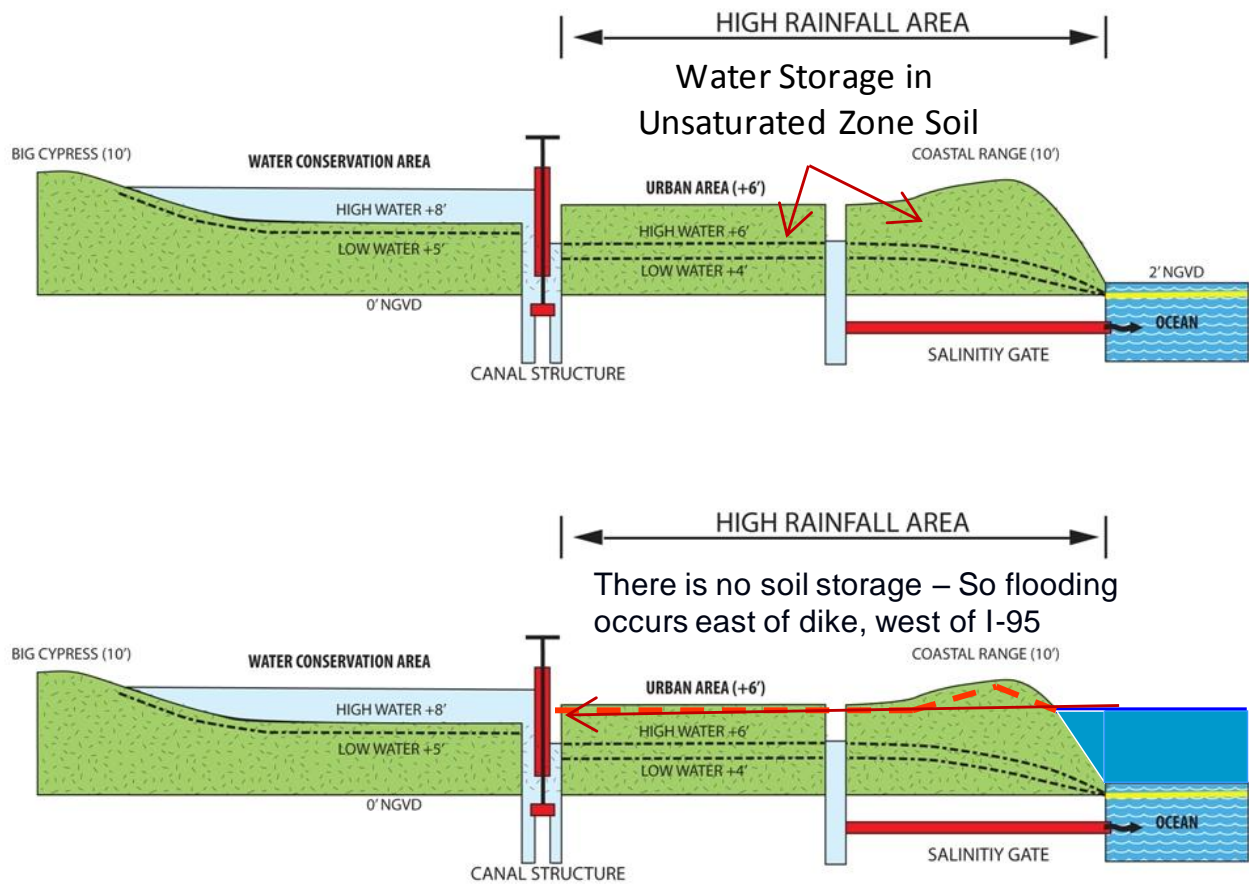 HIGH RAINFALL AREA
Water Storage in
Unsaturated Zone Soil
BIG CYPRESS (10')
WATER CONSERVATION AREA
COASTAL RANGE (10')
URBAN AREA (+6')
HIGH WATER +8'
HIGH WATER +6'
LOW WATER +5'
LOW WATER +4'
2' NGVD
0' NGVD
OCEAN
SALINITIY GATE
CANAL STRUCTURE
HIGH RAINFALL AREA
There is no soil storage – So flooding
occurs east of dike, west of I-95
BIG CYPRESS (10')
WATER CONSERVATION AREA
COASTAL RANGE (10')
URBAN AREA (+6')
HIGH WATER +8'
HIGH WATER +6'
LOW WATER +5'
LOW WATER +4'
0' NGVD
OCEAN
SALINITIY GATE
CANAL STRUCTURE